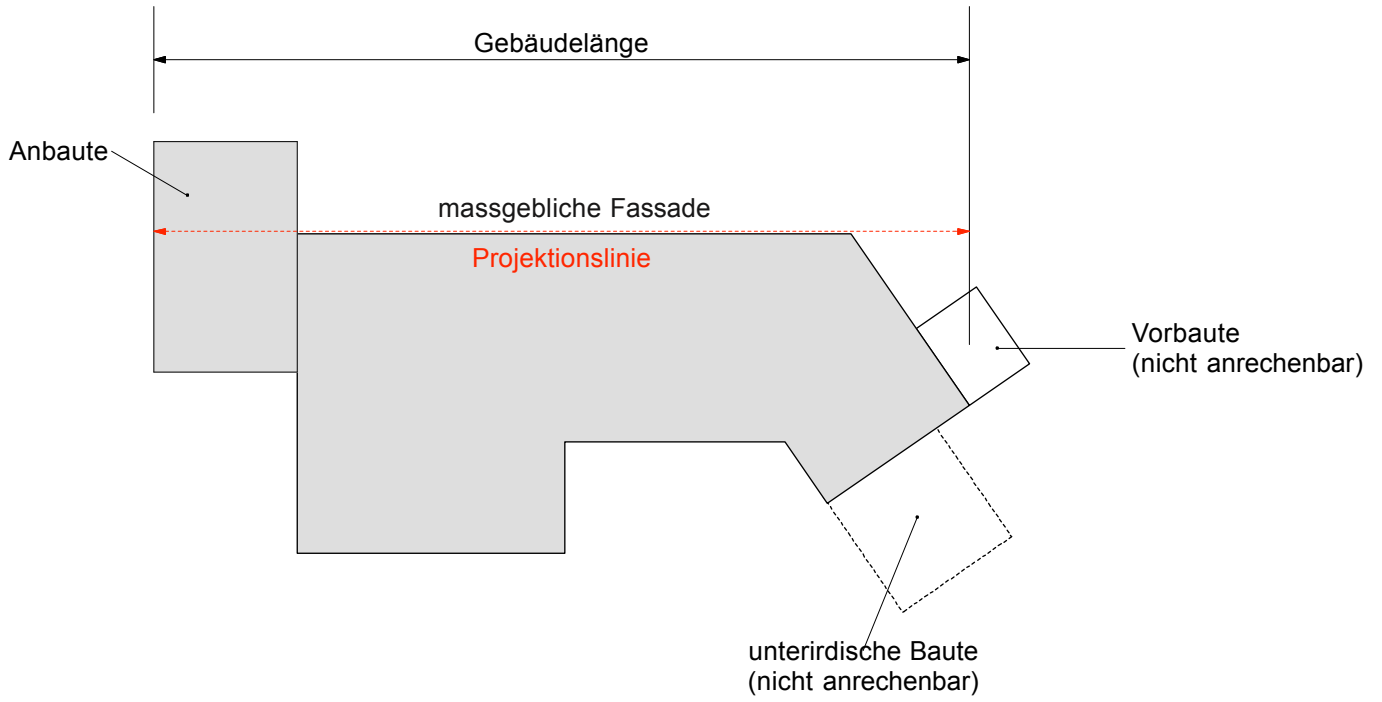 Gebäudelänge
Anbaute
massgebliche Fassade
Projektionslinie
Vorbaute
(nicht anrechenbar)
unterirdische Baute
(nicht anrechenbar)